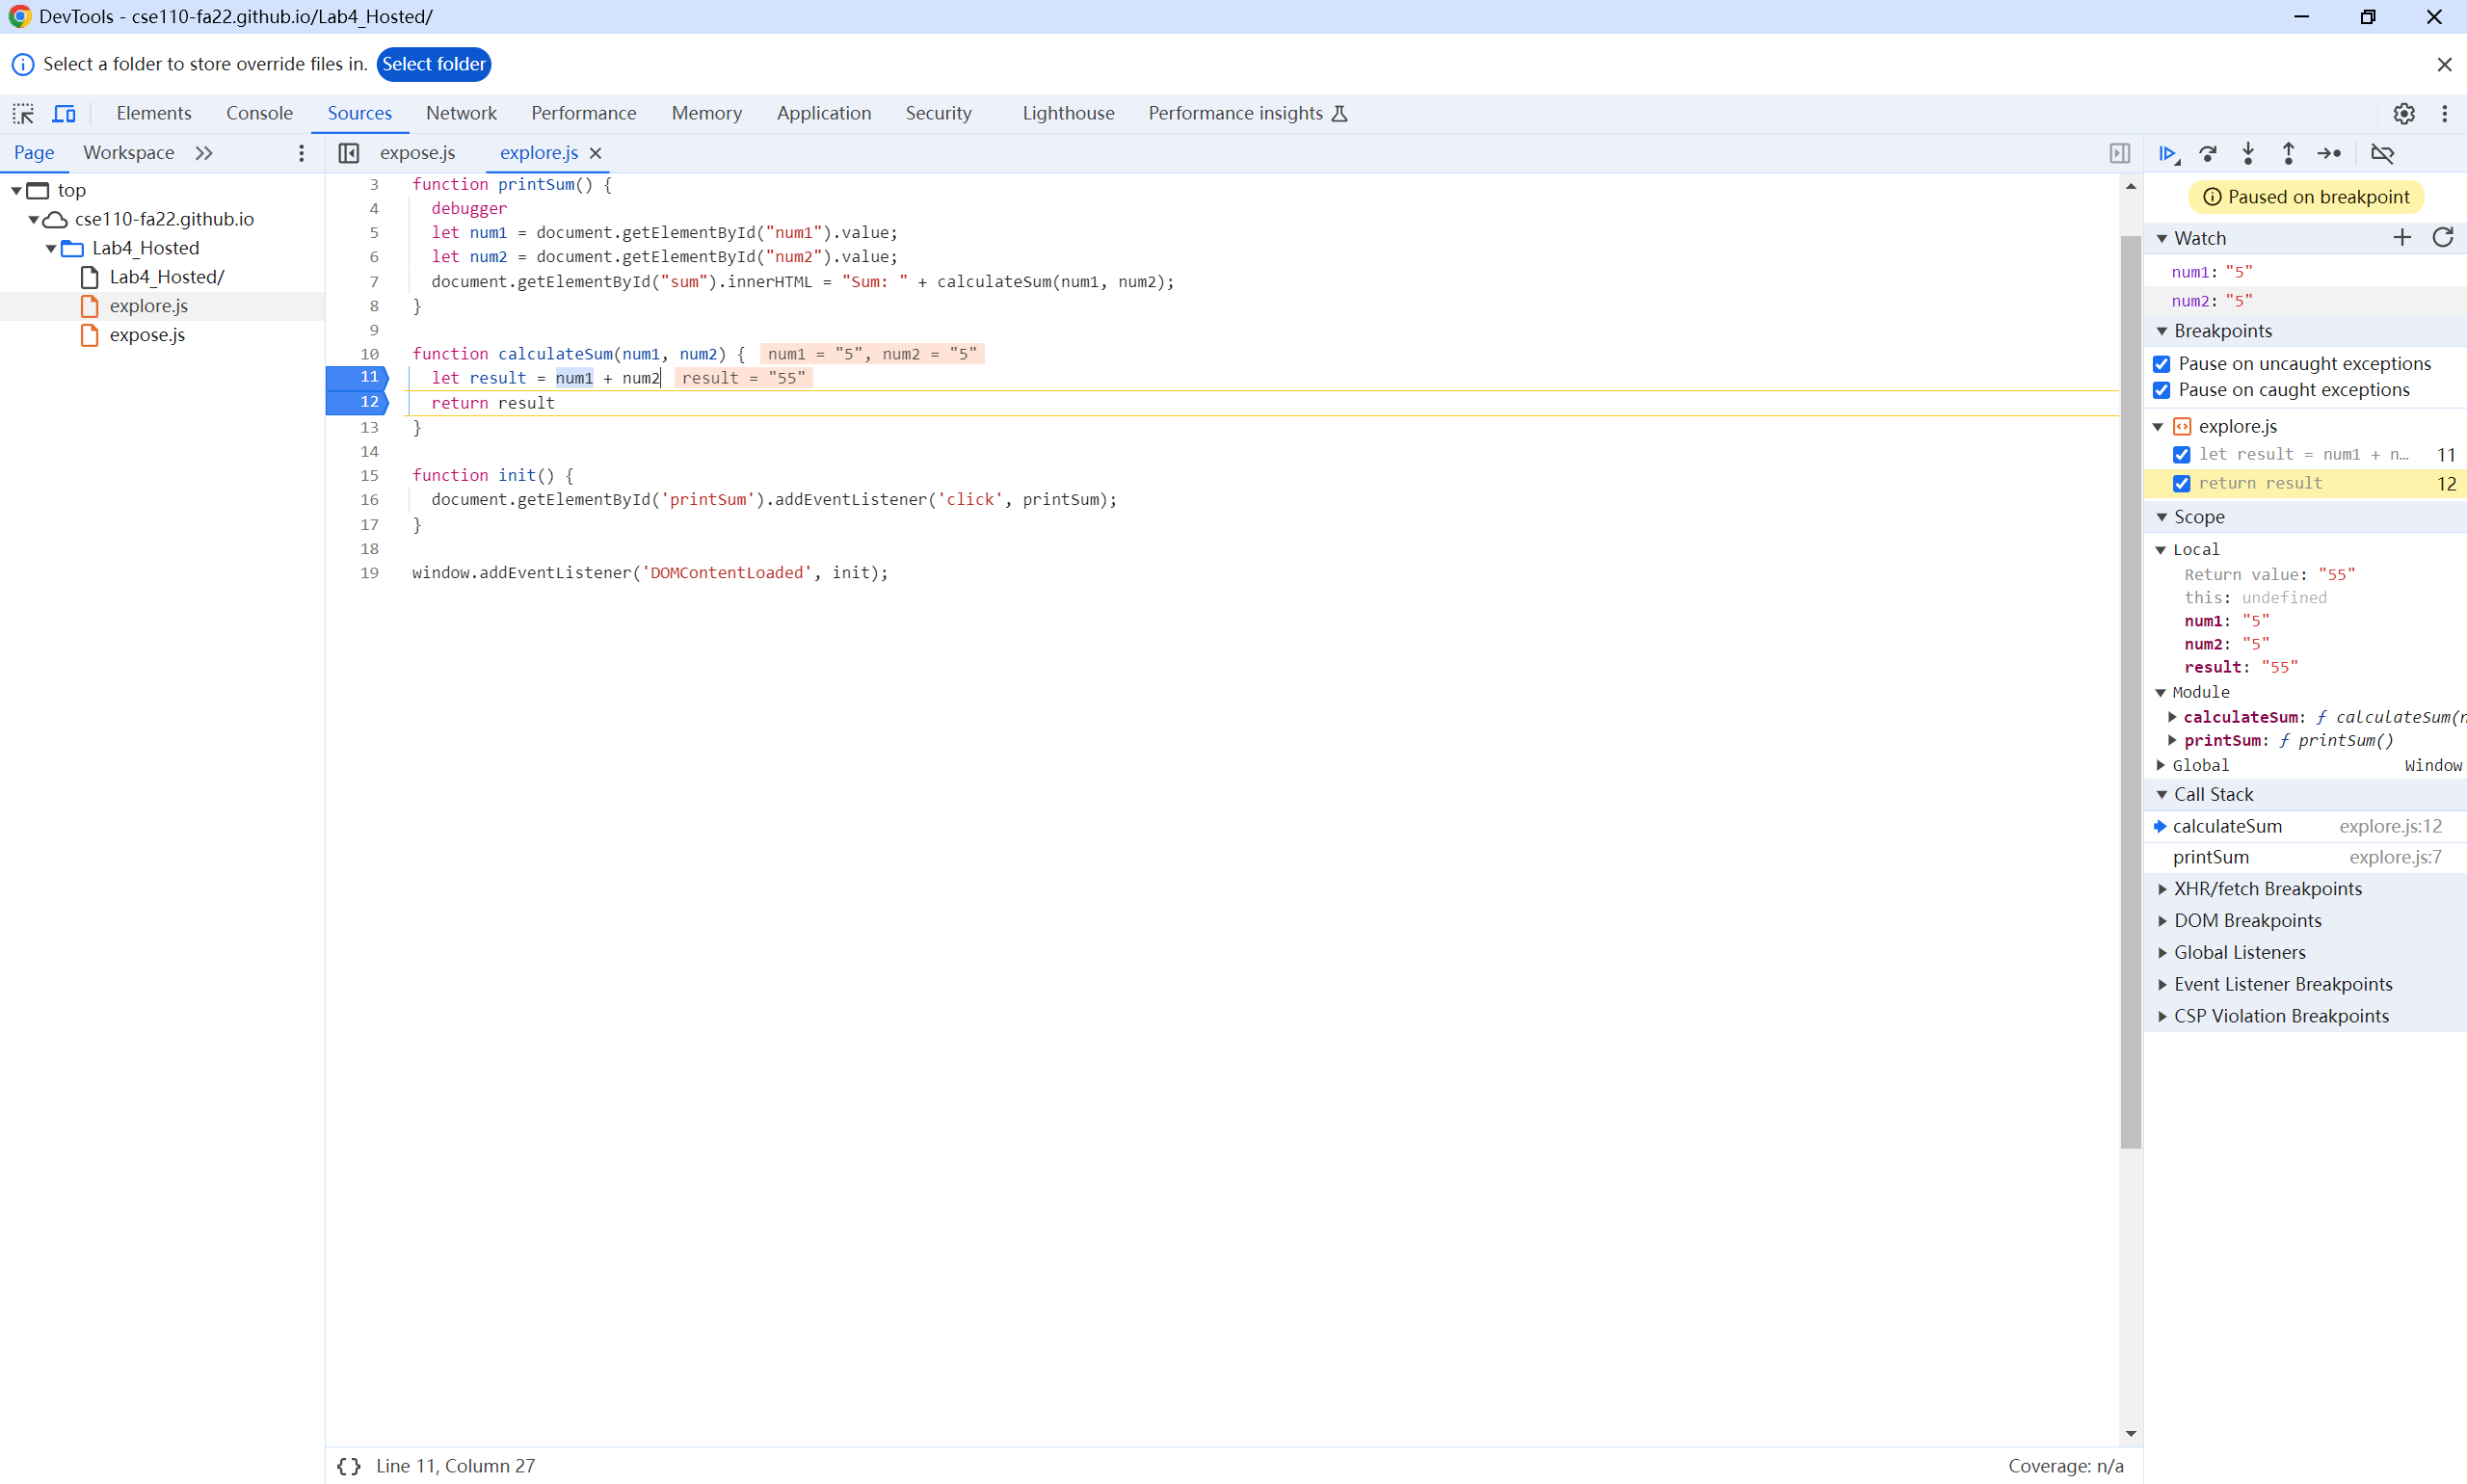 DevTools - cse110-fa22.github.io/Lab4_Hosted/
Select a folder to store override files in. Select folder
Elements Console Sources Network Performance Memory Application Security Lighthouse Performance insights
Page Workspace
expose.js explore.js
top
cse110-fa22.github.io
Lab4_Hosted
Lab4_Hosted/
explore.js
expose.js
3 function printSum() {
4 debugger
5 let num1 = document.getElementById("num1").value;
6 let num2 = document.getElementById("num2").value;
7 document.getElementById("sum").innerHTML = "Sum: " + calculateSum(num1, num2);
8 }
9
10 function calculateSum(num1, num2) { num1 = "5", num2 = "5"
11 let result = num1 + num2 result = "55"
12 return result
13 }
14
15 function init() {
16 document.getElementById('printSum').addEventListener('click', printSum);
17 }
18
19 window.addEventListener('DOMContentLoaded', init);
{} Line 11, Column 27
Coverage: n/a
Paused on breakpoint
Watch
num1: "5"
num2: "5"
Breakpoints
Pause on uncaught exceptions
Pause on caught exceptions
explore.js
let result = num1 + n… 11
return result 12
Scope
Local
Return value: "55"
this: undefined
num1: "5"
num2: "5"
result: "55"
Module
calculateSum: ƒ calculateSum(n
printSum: ƒ printSum()
Global Window
Call Stack
calculateSum explore.js:12
printSum explore.js:7
XHR/fetch Breakpoints
DOM Breakpoints
Global Listeners
Event Listener Breakpoints
CSP Violation Breakpoints